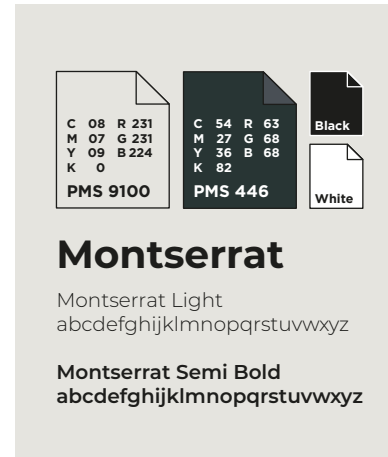 C 08 R 231
M 07 G 231
Y 09 B 224
K 0
PMS 9100
C 54 R 63
M 27 G 68
Y 36 B 68
K 82
PMS 446
Black
White
Montserrat
Montserrat Light
abcdefghijklmnopqrstuvwxyz
Montserrat Semi Bold
abcdefghijklmnopqrstuvwxyz